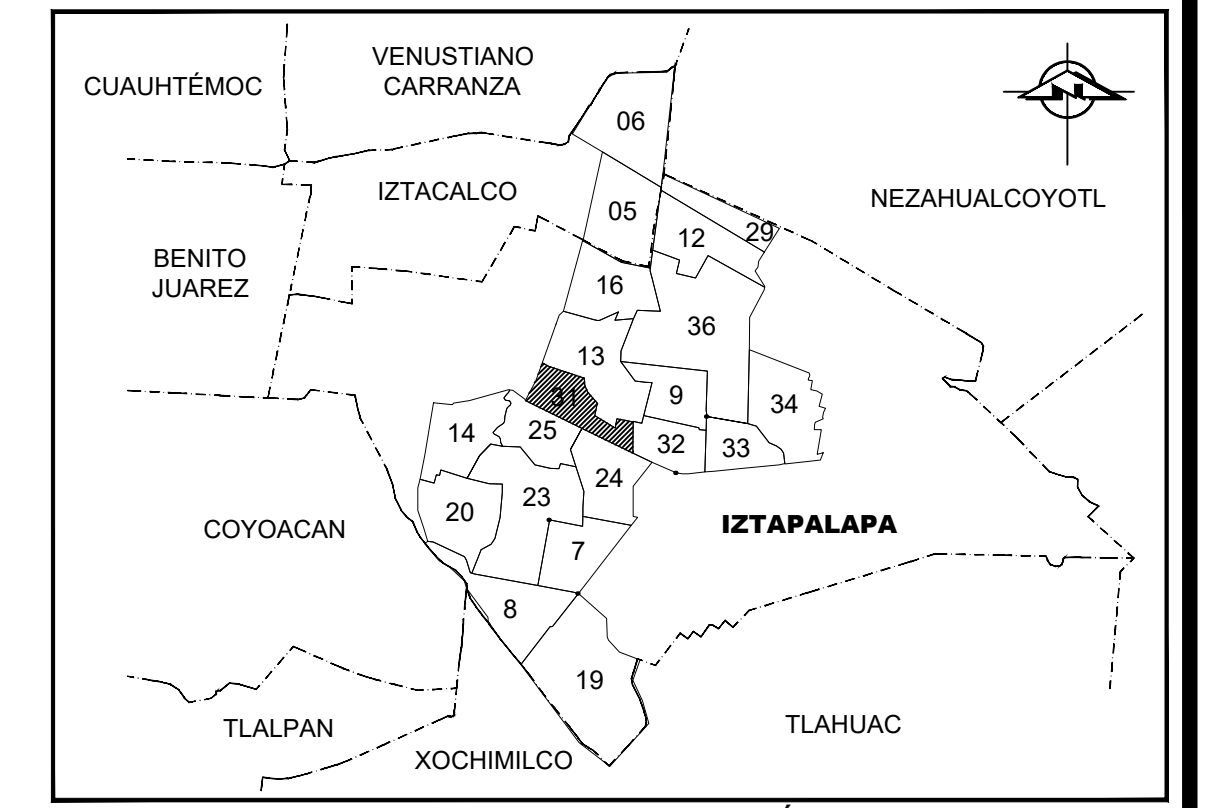 VENUSTIANO
CARRANZA
CUAUHTÉMOC
06
N
IZTACALCO
NEZAHUALCOYOTL
05
12
29
BENITO
JUAREZ
16
36
13
31
9
34
14
25
32
33
24
23
20
COYOACAN
IZTAPALAPA
7
8
19
TLALPAN
TLAHUAC
XOCHIMILCO